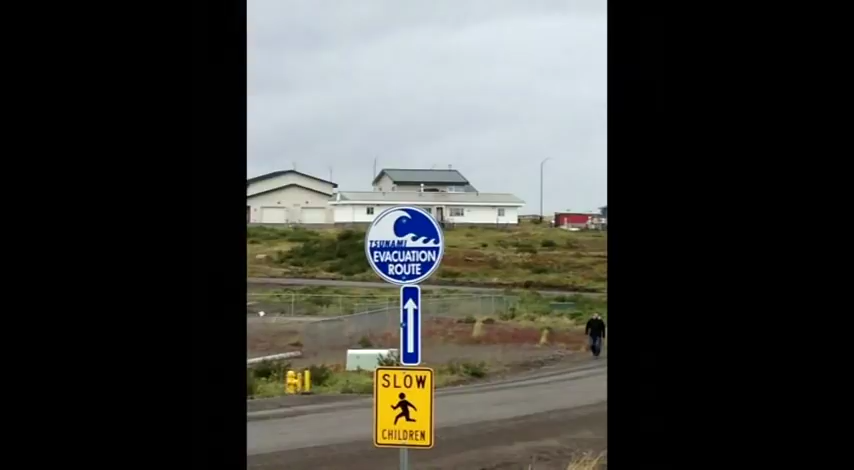 TSUNAMI
EVACUATION
ROUTE
SLOW
CHILDREN